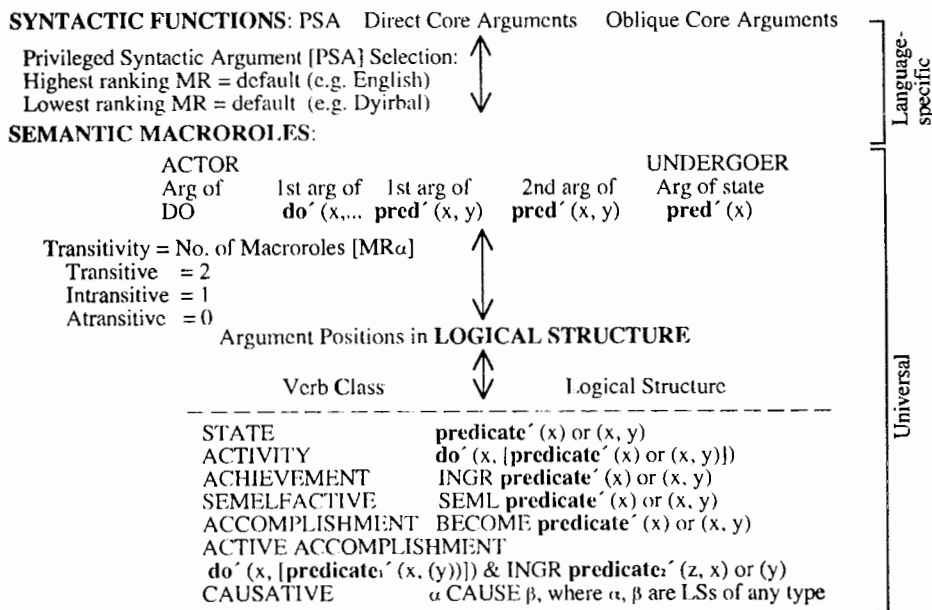 SYNTACTIC FUNCTIONS: PSA Direct Core Arguments Oblique Core Arguments
Privileged Syntactic Argument [PSA] Selection:
Highest ranking MR = default (e.g. English)
Lowest ranking MR = default (e.g. Dyirbal)
Language-
specific
SEMANTIC MACROROLES:
ACTOR UNDERGOER
Arg of 1st arg of 1st arg of 2nd arg of Arg of state
DO do´ (x,... pred´ (x, y) pred´ (x, y) pred´ (x)
Transitivity = No. of Macroroles [MRα]
Transitive = 2
Intransitive = 1
Atransitive = 0
Argument Positions in LOGICAL STRUCTURE
Verb Class Logical Structure
Universal
STATE predicate´ (x) or (x, y)
ACTIVITY do´ (x, [predicate´ (x) or (x, y)])
ACHIEVEMENT INGR predicate´ (x) or (x, y)
SEMELFACTIVE SEML predicate´ (x) or (x, y)
ACCOMPLISHMENT BECOME predicate´ (x) or (x, y)
ACTIVE ACCOMPLISHMENT
do´ (x, [predicate₁´ (x, (y))]) & INGR predicate₂´ (z, x) or (y)
CAUSATIVE α CAUSE β, where α, β are LSs of any type